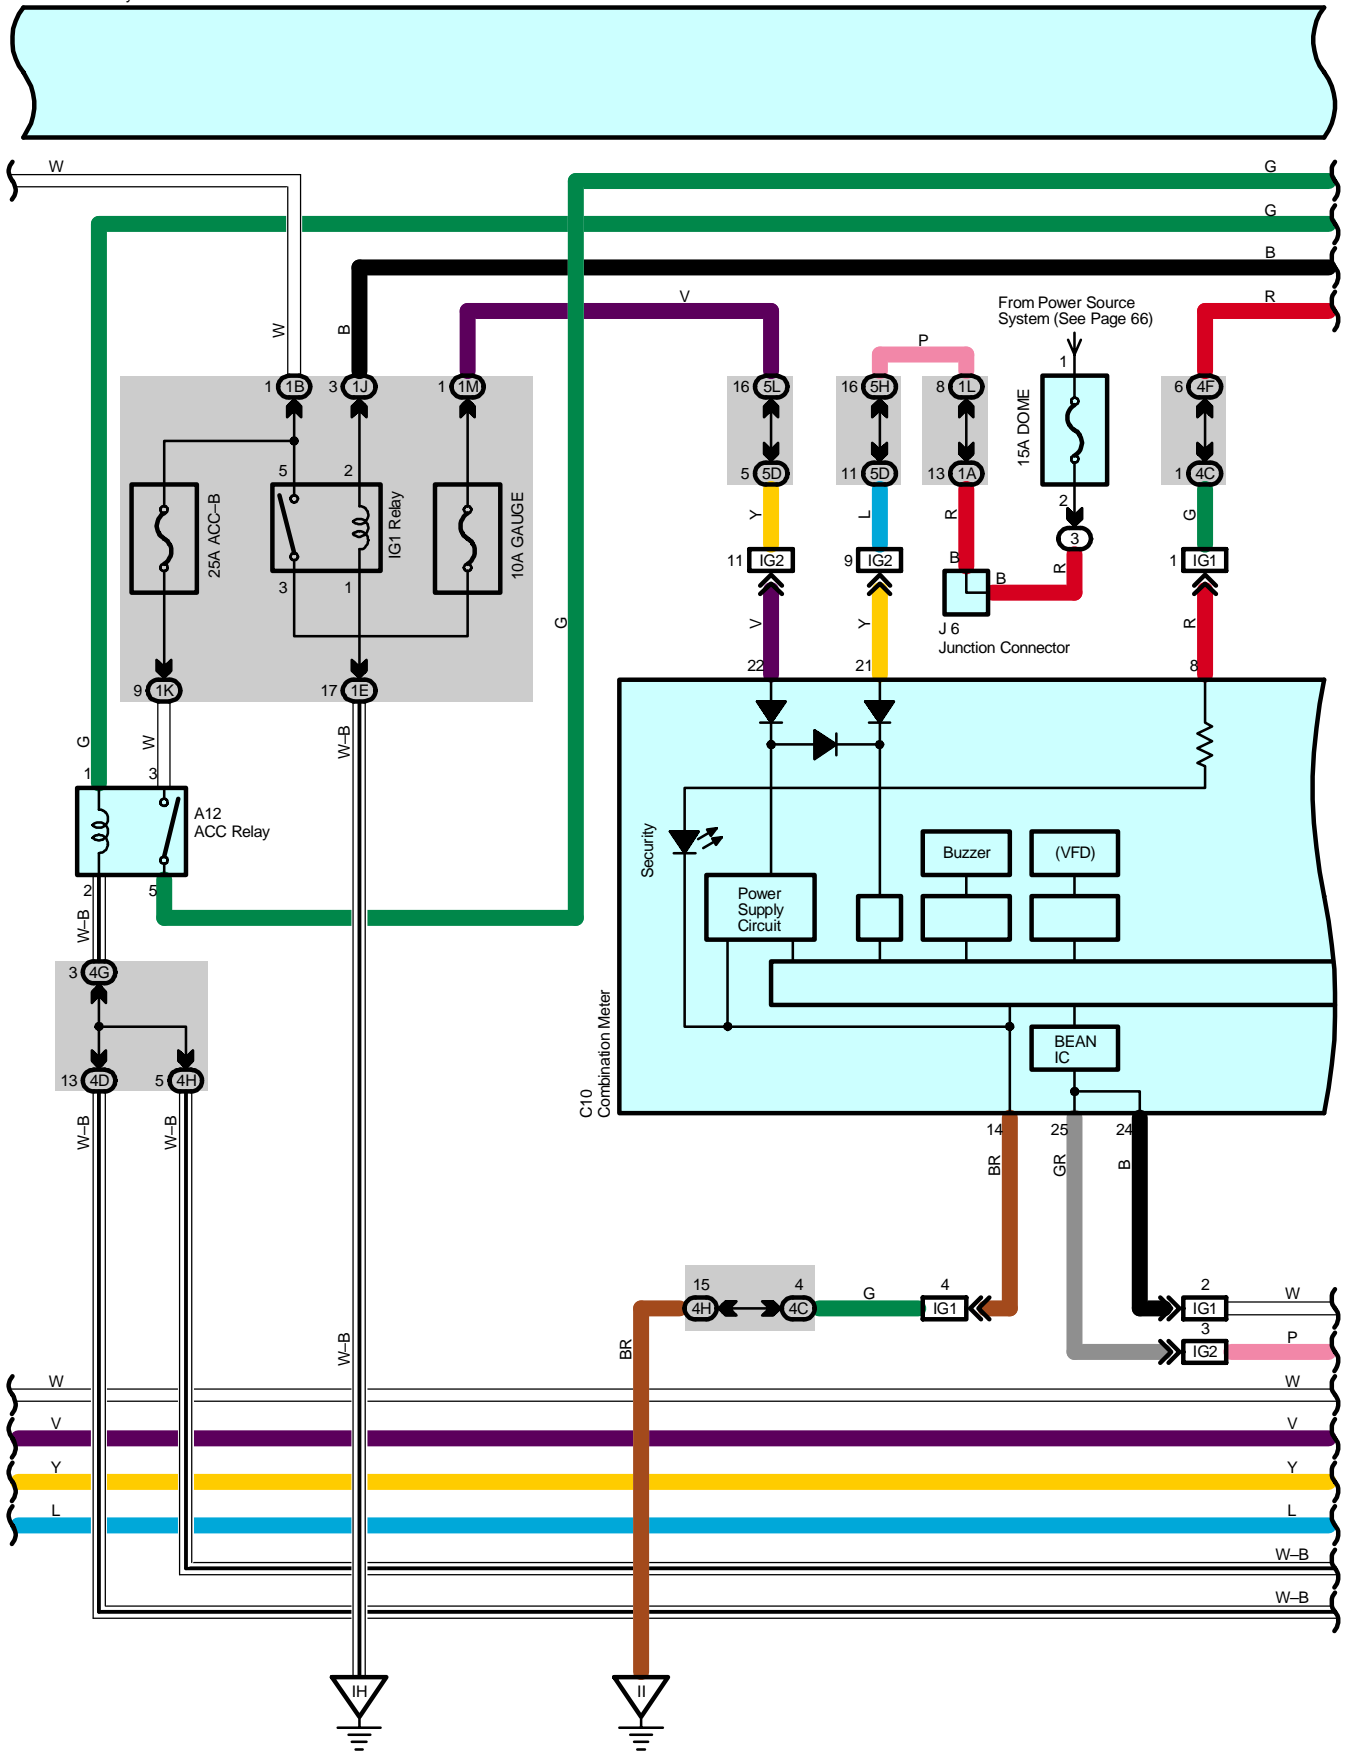 W
G
G
B
R
V
From Power Source
System (See Page 66)
P
W
B
1
1 1B
3 1J
1 1M
16 5L
16 5H
8 1L
6 4F
15A DOME
5
2
5 5D
11 5D
13 1A
1 4C
25A ACC–B
IG1 Relay
10A GAUGE
2
Y
L
R
G
3
3
1
11 IG2
9 IG2
B
B
R
1 IG1
G
V
Y
J 6
Junction Connector
R
22
21
8
9 1K
17 1E
G
W
W–B
1
3
A12
ACC Relay
Security
Buzzer
(VFD)
2
5
Power
Supply
Circuit
W–B
3 4G
C10
Combination Meter
BEAN
IC
13 4D
5 4H
W–B
W–B
14
25
24
BR
GR
B
15
4
4
2
4H
4C
G
IG1
IG1
W
3
IG2
P
W–B
BR
W
W
V
V
Y
Y
L
L
W–B
W–B
IH
II